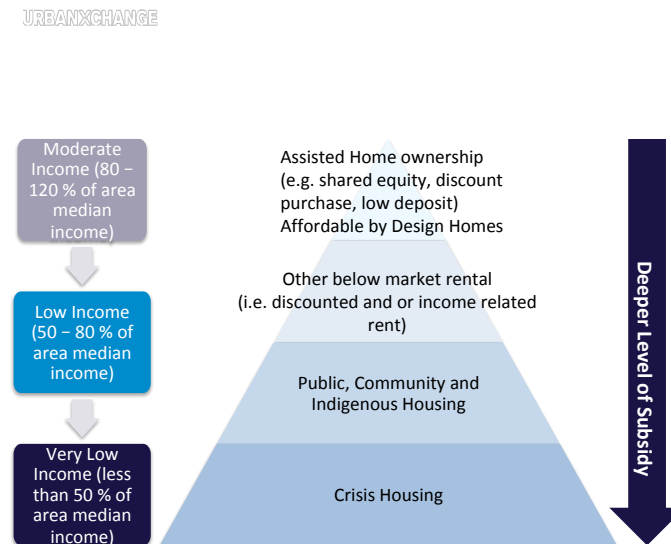 URBANXCHANGE
Moderate
Income (80 –
120 % of area
median
income)
Low Income
(50 – 80 % of
area median
income)
Very Low
Income (less
than 50 % of
area median
income)
Assisted Home ownership
(e.g. shared equity, discount
purchase, low deposit)
Affordable by Design Homes
Other below market rental
(i.e. discounted and or income related
rent)
Public, Community and
Indigenous Housing
Crisis Housing
Deeper Level of Subsidy